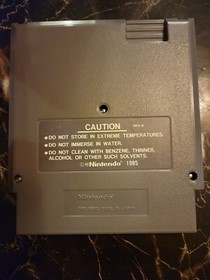 CAUTION
●DO NOT STORE IN EXTREME TEMPERATURES.
●DO NOT IMMERSE IN WATER.
●DO NOT CLEAN WITH BENZENE, THINNER,
ALCOHOL OR OTHER SUCH SOLVENTS.
©Nintendo 1985
Nintendo